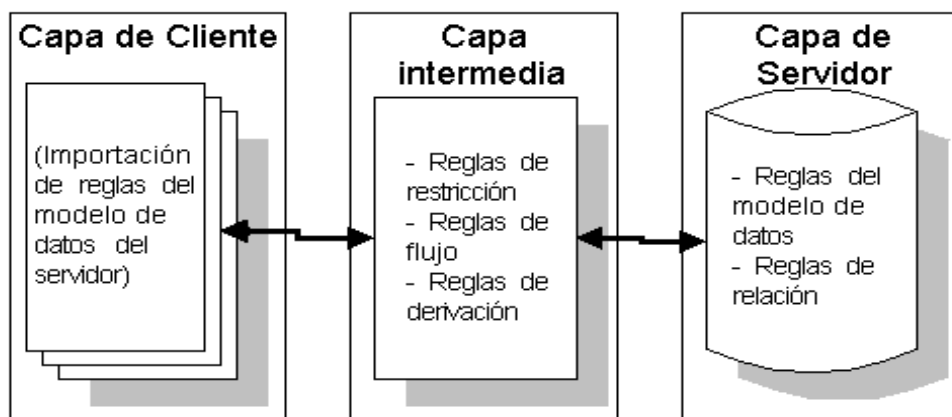 Capa de Cliente
(Importación
de reglas del
modelo de
datos del
servidor)
Capa
intermedia
- Reglas de
restricción
- Reglas de
flujo
- Reglas de
derivación
Capa de
Servidor
- Reglas del
modelo de
datos
- Reglas de
relación